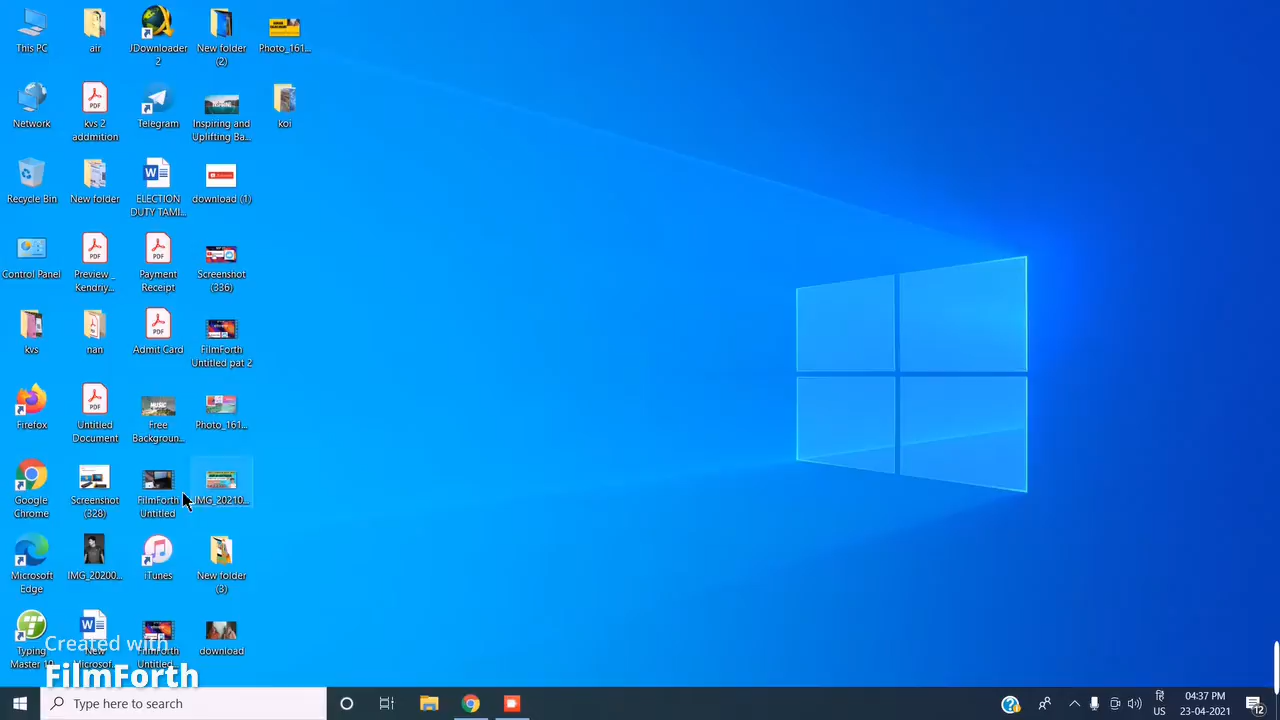 This PC
air
JDownloader
2
New folder
(2)
Photo_161...
Network
kvs 2
addmition
Telegram
Inspiring and
Uplifting Ba...
koi
Recycle Bin
New folder
ELECTION
DUTY TAMI...
download (1)
Control Panel
Preview _
Kendriy...
Payment
Receipt
Screenshot
(336)
kvs
nan
Admit Card
FilmForth
Untitled pat 2
Firefox
Untitled
Document
Free
Backgroun...
Photo_161...
Google
Chrome
Screenshot
(328)
FilmForth
Untitled
IMG_20210...
Microsoft
Edge
IMG_20200...
iTunes
New folder
(3)
Typing
Master 10
New
Microsof...
FilmForth
Untitled...
download
Created with
FilmForth
Type here to search
US
04:37 PM
23-04-2021
12